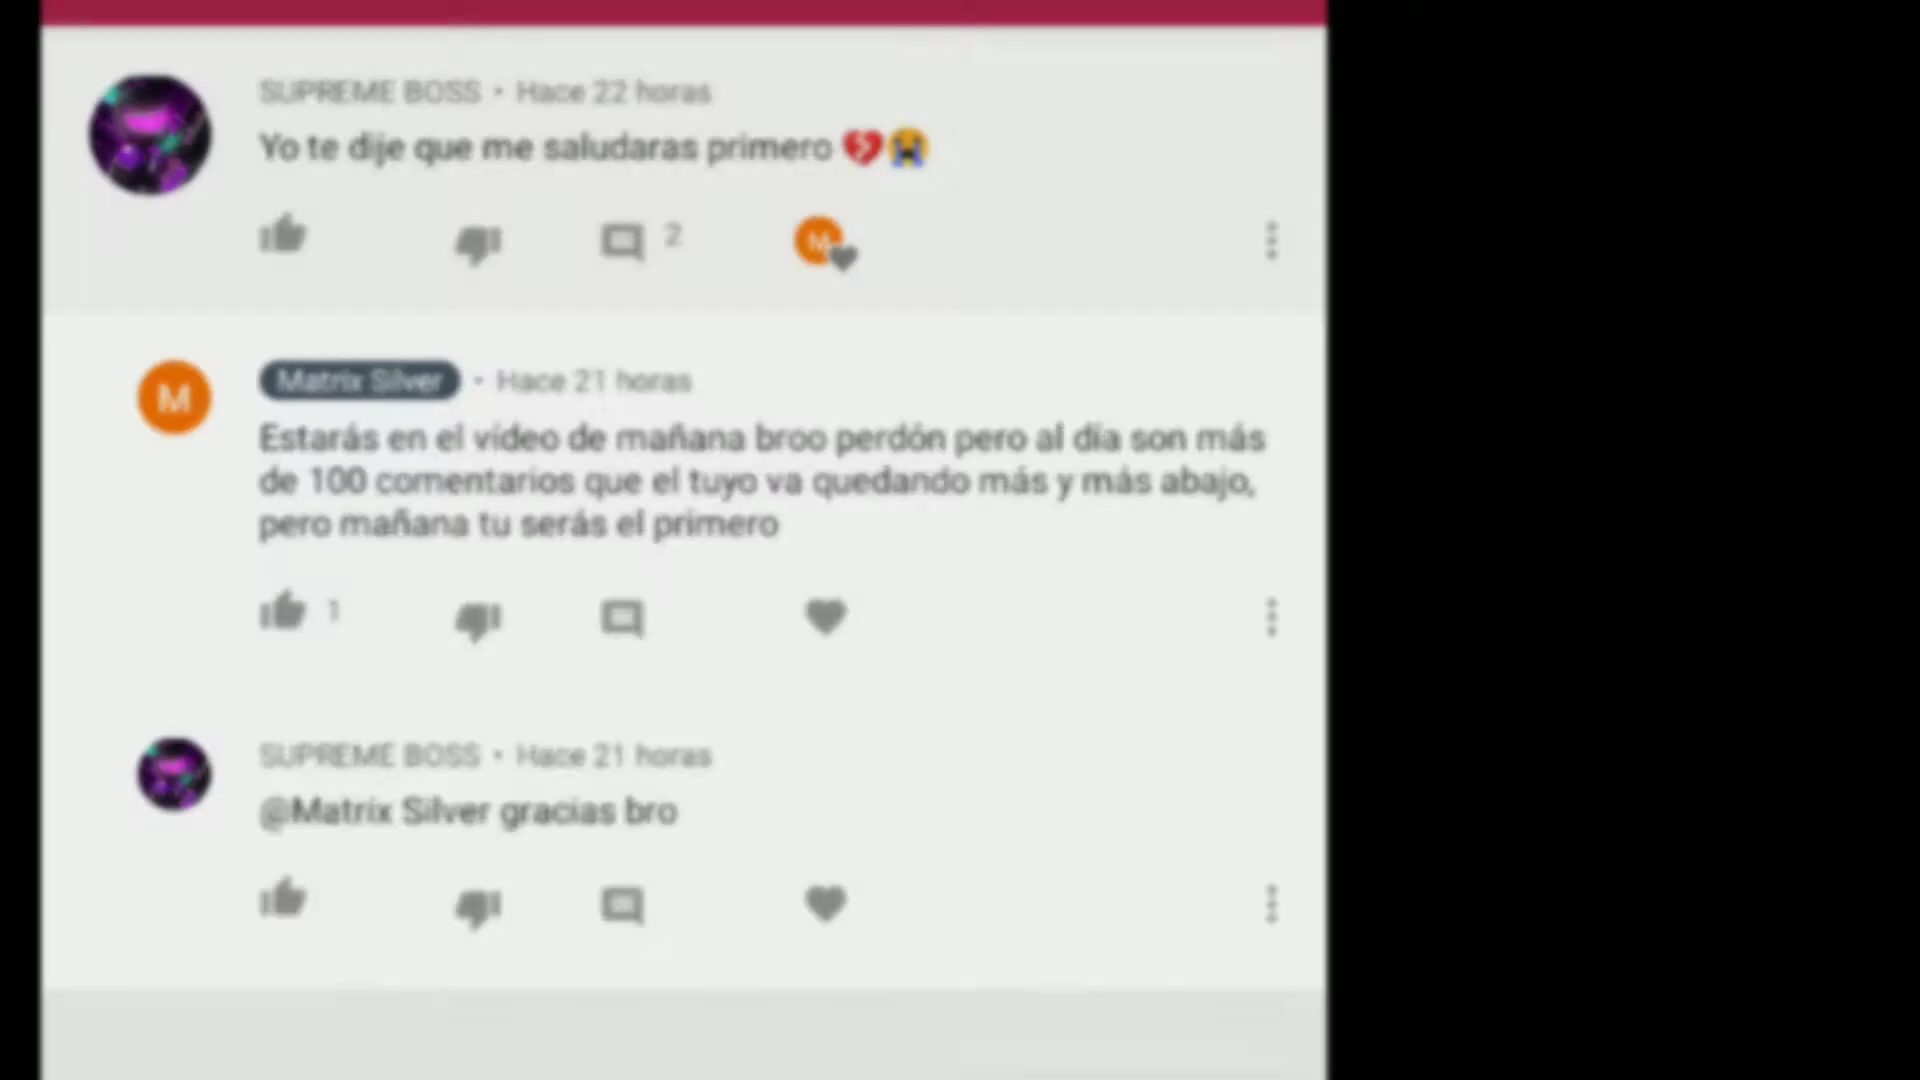 SUPREME BOSS • Hace 22 horas
Yo te dije que me saludaras primero 💔😭
2
M
M
Matrix Silver • Hace 21 horas
Estarás en el vídeo de mañana broo perdón pero al día son más
de 100 comentarios que el tuyo va quedando más y más abajo,
pero mañana tu serás el primero
1
SUPREME BOSS • Hace 21 horas
@Matrix Silver gracias bro